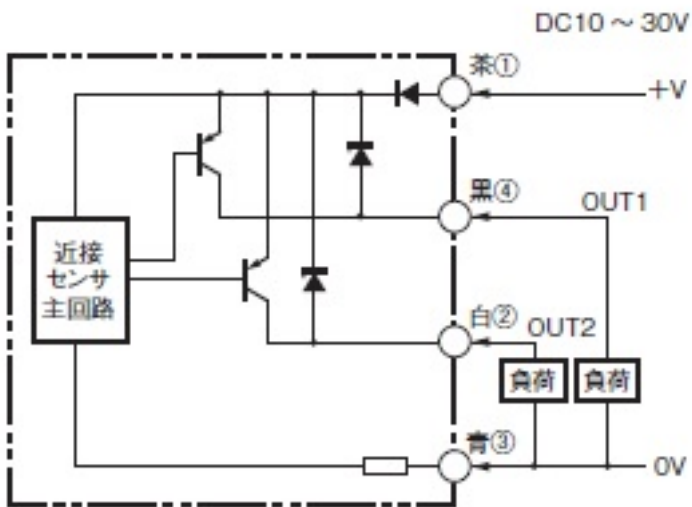 DC10 ～ 30V
茶①
+V
黒④
OUT1
近接
センサ
主回路
白②
OUT2
負荷
負荷
青③
0V